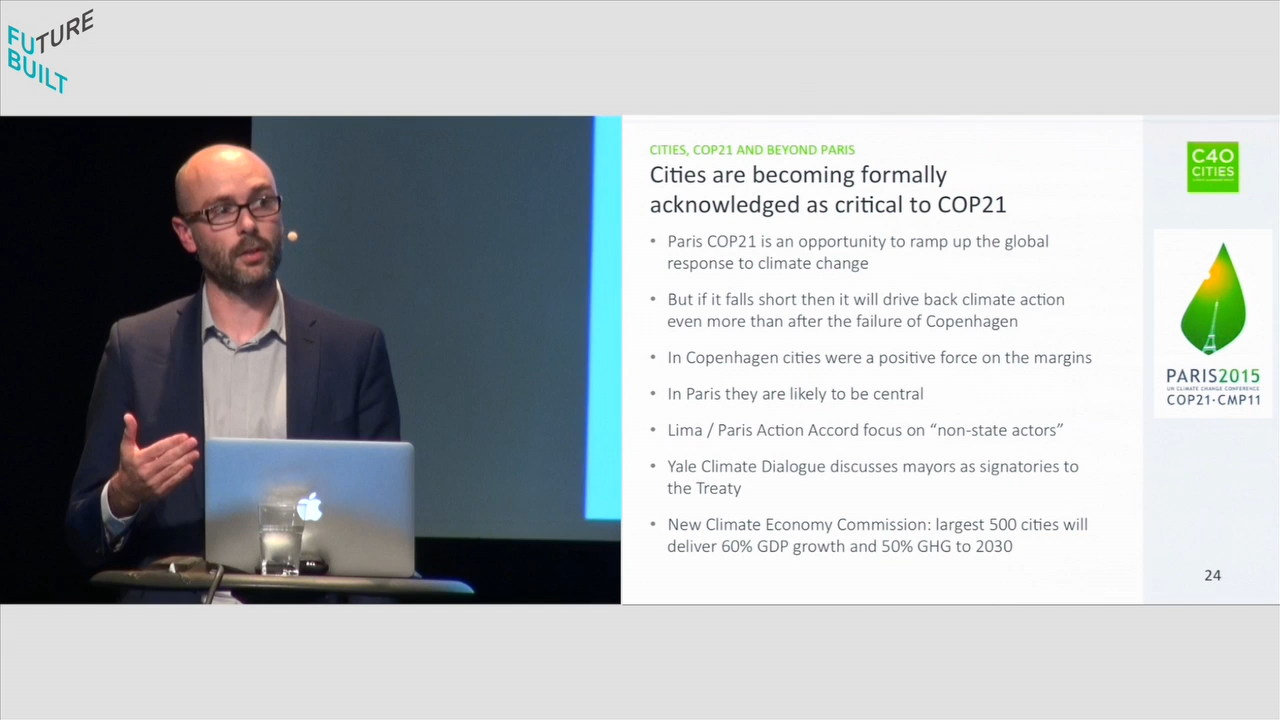 FUTURE
BUILT
CITIES, COP21 AND BEYOND PARIS
Cities are becoming formally
acknowledged as critical to COP21
• Paris COP21 is an opportunity to ramp up the global
response to climate change
• But if it falls short then it will drive back climate action
even more than after the failure of Copenhagen
• In Copenhagen cities were a positive force on the margins
• In Paris they are likely to be central
• Lima / Paris Action Accord focus on “non-state actors”
• Yale Climate Dialogue discusses mayors as signatories to
the Treaty
• New Climate Economy Commission: largest 500 cities will
deliver 60% GDP growth and 50% GHG to 2030
C40
CITIES
PARIS2015
UN CLIMATE CHANGE CONFERENCE
COP21·CMP11
24